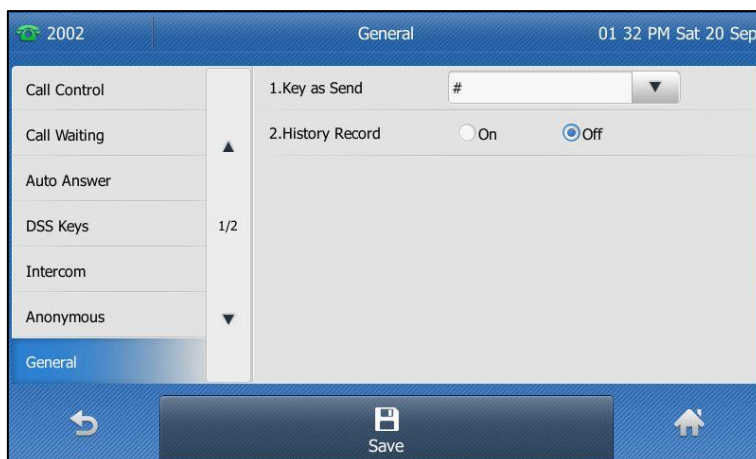 2002 General 01 32 PM Sat 20 Sep
Call Control
Call Waiting
Auto Answer
DSS Keys
Intercom
Anonymous
General
1/2
1.Key as Send #
2.History Record On Off
Save